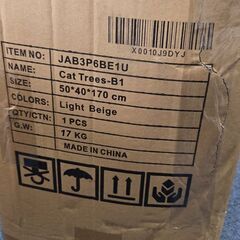 X0010J9DYJ
ITEM NO: JAB3P6BE1U
NAME: Cat Trees-B1
SIZE: 50*40*170 cm
COLORS: Light Beige
QTY/CTN: 1 PCS
G.W: 17 KG
MADE IN CHINA